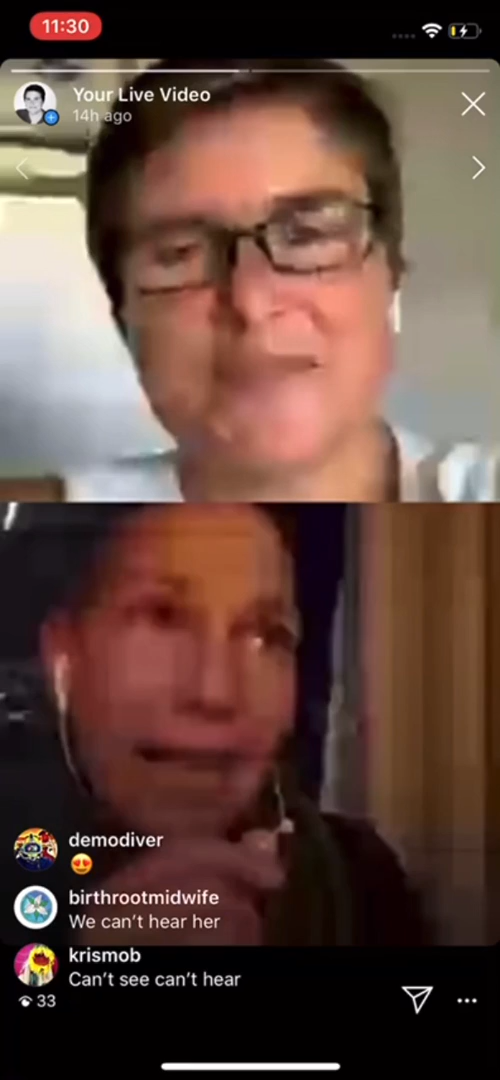 11:30
Your Live Video
14h ago
demodiver
😍
birthrootmidwife
We can’t hear her
krismob
Can’t see can’t hear
33